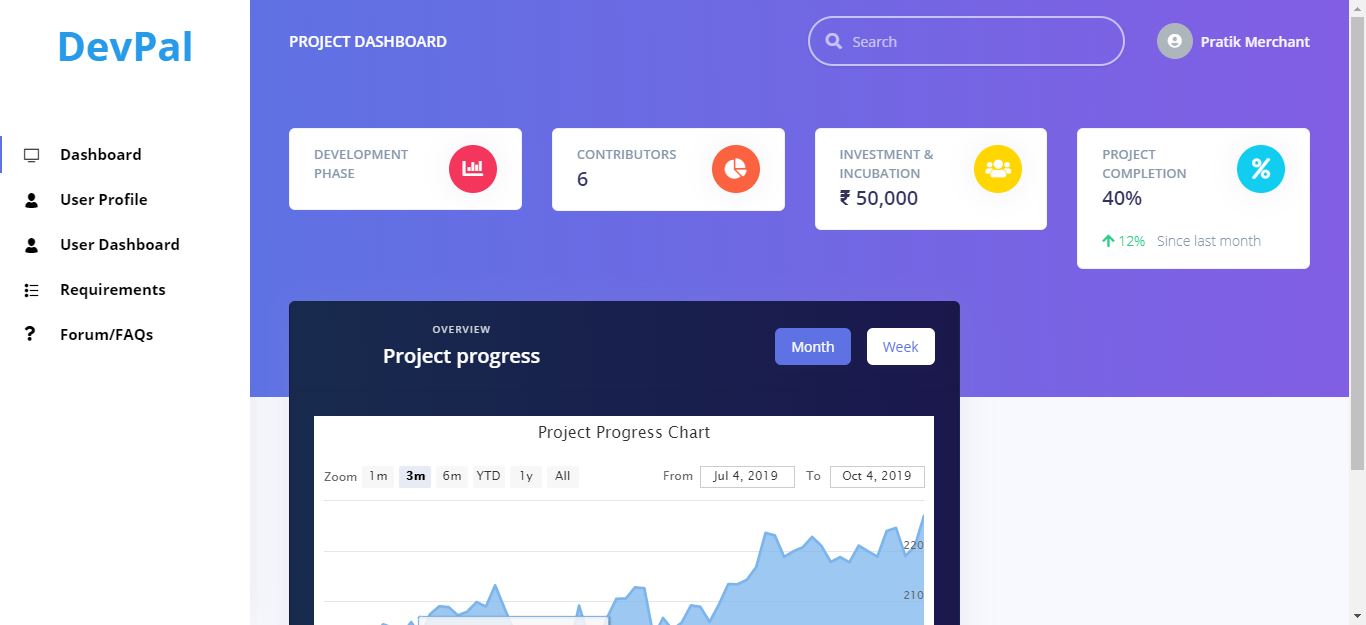 DevPal
PROJECT DASHBOARD
Search
Pratik Merchant
Dashboard
User Profile
User Dashboard
Requirements
Forum/FAQs
DEVELOPMENT
PHASE
CONTRIBUTORS
6
INVESTMENT &
INCUBATION
₹ 50,000
PROJECT
COMPLETION
40%
12% Since last month
OVERVIEW
Project progress
Month
Week
Project Progress Chart
Zoom 1m 3m 6m YTD 1y All
From Jul 4, 2019 To Oct 4, 2019
220
210